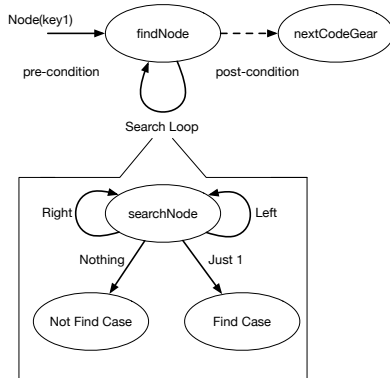 Node(key1)
findNode
nextCodeGear
pre-condition
post-condition
Search Loop
Right
searchNode
Left
Nothing
Just 1
Not Find Case
Find Case